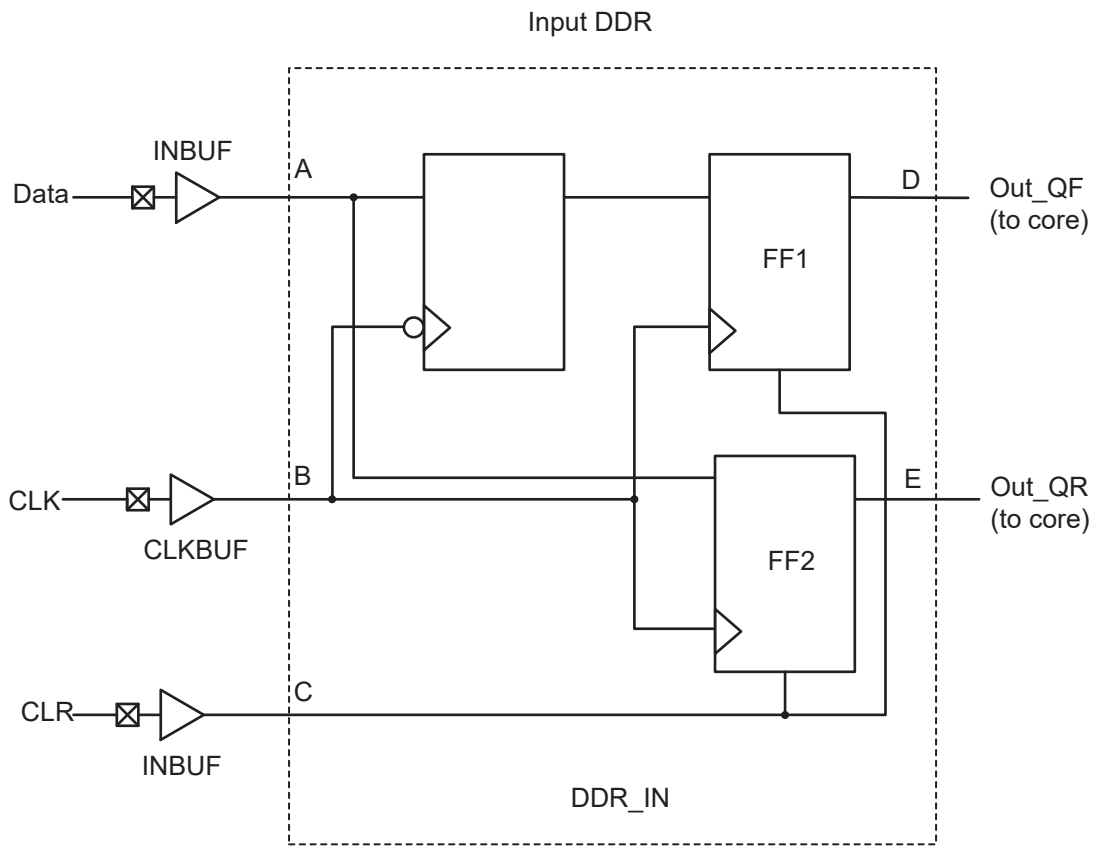 Input DDR
INBUF
Data
A
D
Out_QF
(to core)
FF1
B
E
CLK
Out_QR
(to core)
CLKBUF
FF2
C
CLR
INBUF
DDR_IN